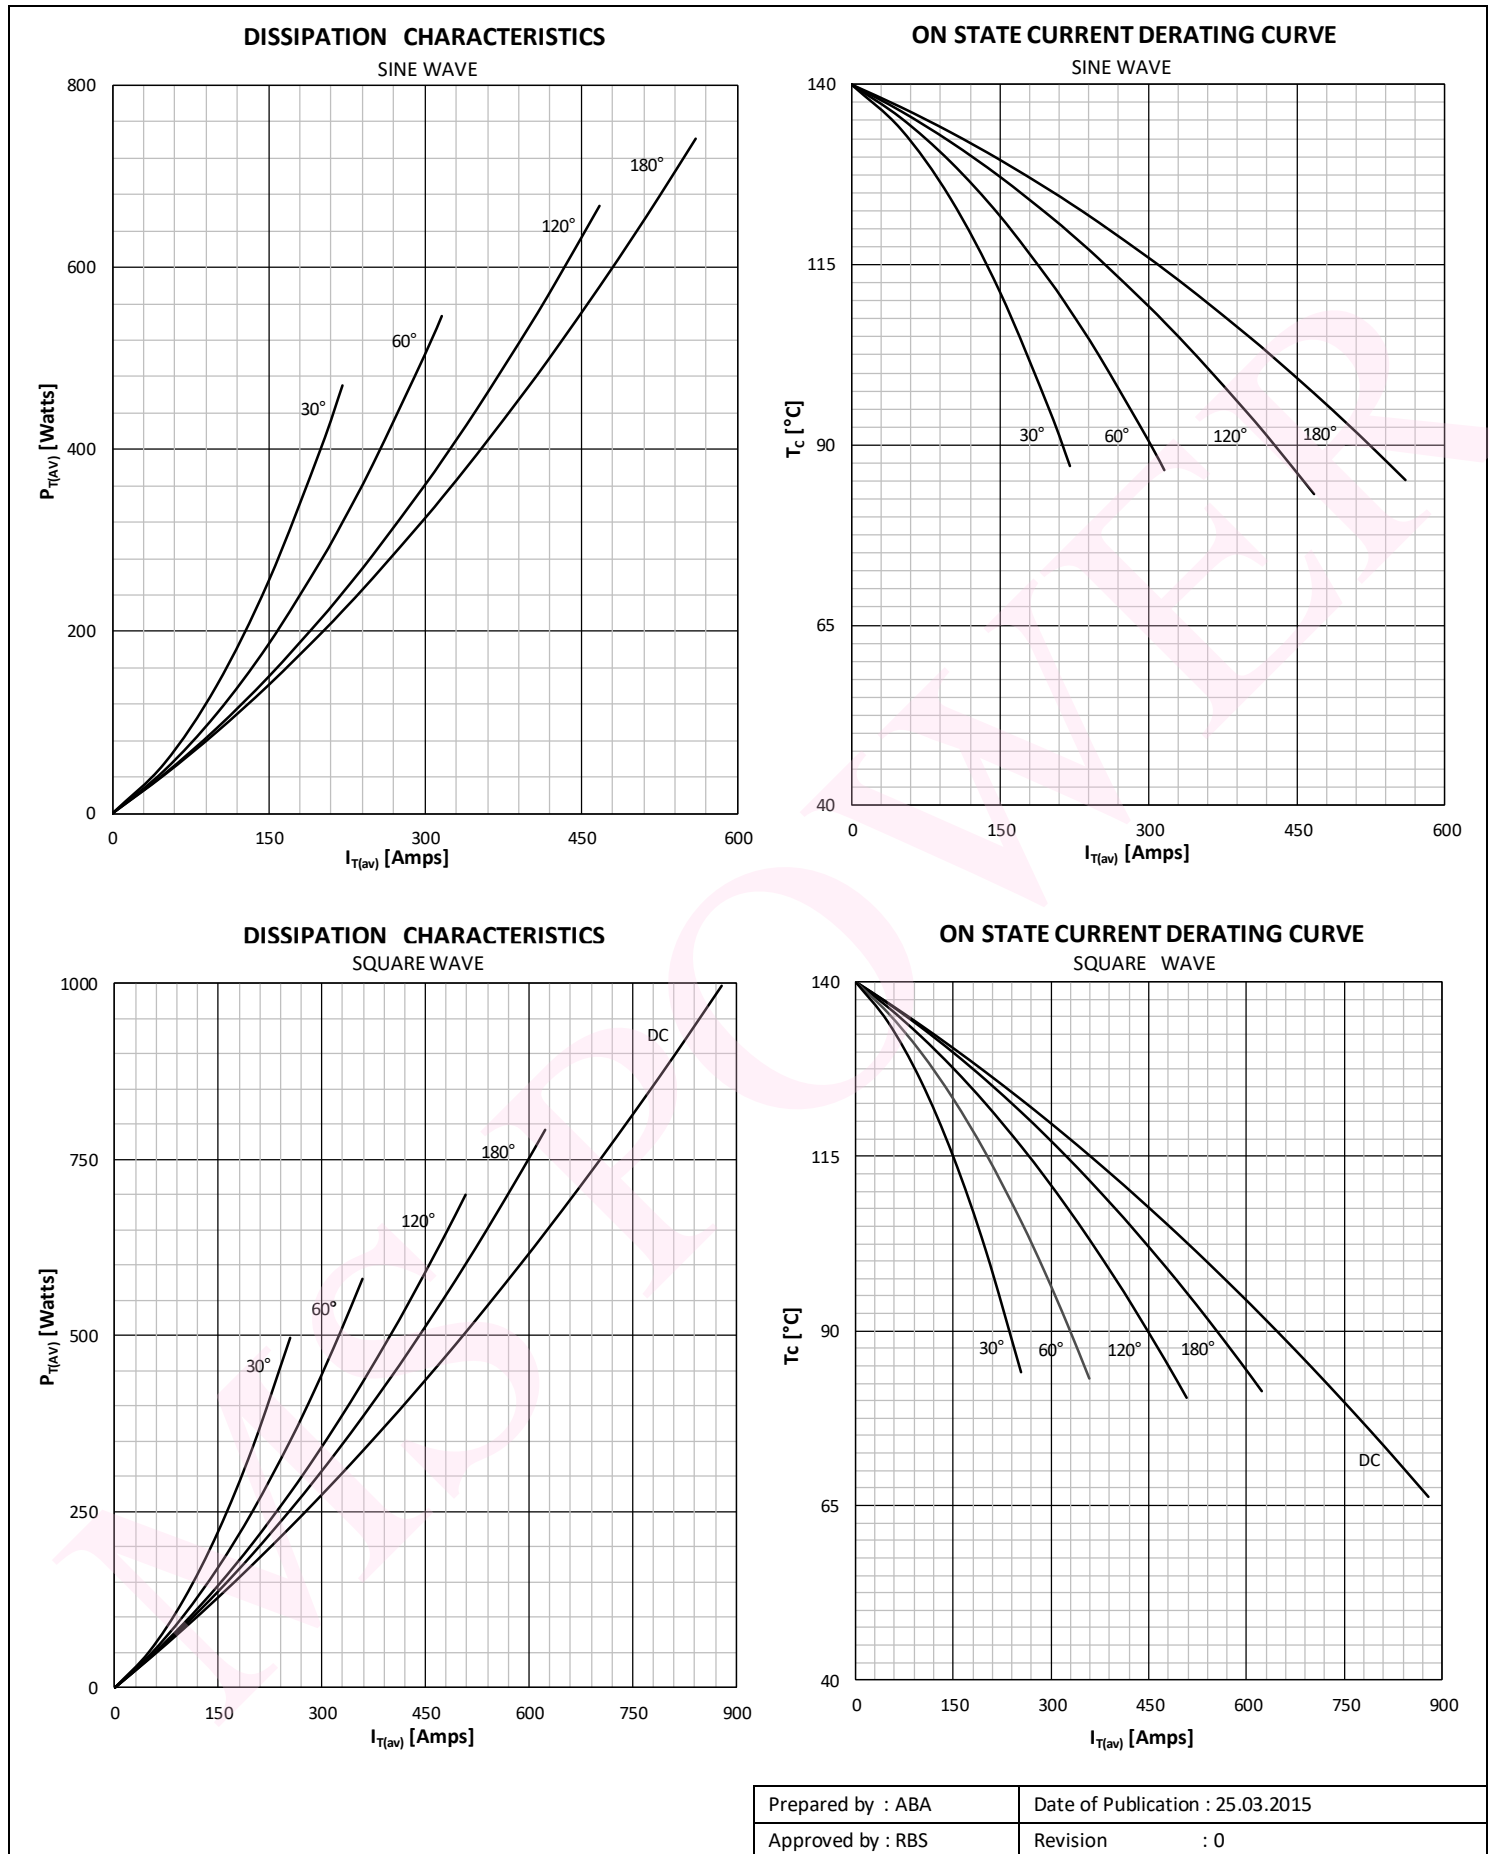 DISSIPATION CHARACTERISTICS
SINE WAVE
800
600
400
200
0
0 150 300 450 600
P_T(AV) [Watts]
I_T(av) [Amps]
30°
60°
120°
180°
ON STATE CURRENT DERATING CURVE
SINE WAVE
140
115
90
65
40
0 150 300 450 600
T_c [°C]
I_T(av) [Amps]
30° 60° 120° 180°
DISSIPATION CHARACTERISTICS
SQUARE WAVE
1000
750
500
250
0
0 150 300 450 600 750 900
P_T(AV) [Watts]
I_T(av) [Amps]
30°
60°
120°
180°
DC
ON STATE CURRENT DERATING CURVE
SQUARE WAVE
140
115
90
65
40
0 150 300 450 600 750 900
Tc [°C]
I_T(av) [Amps]
30° 60° 120° 180°
DC
MS POWER
Prepared by : ABA Date of Publication : 25.03.2015
Approved by : RBS Revision : 0